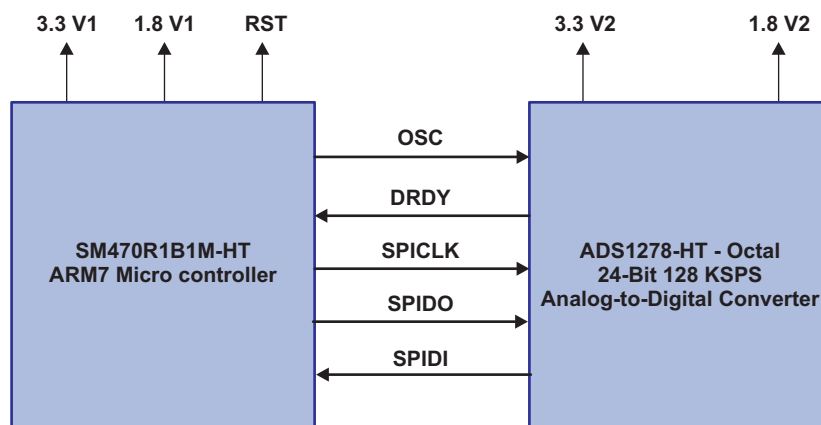 3.3 V1 1.8 V1 RST 3.3 V2 1.8 V2
OSC
DRDY
SM470R1B1M-HT
ARM7 Micro controller
SPICLK
SPIDO
SPIDI
ADS1278-HT - Octal
24-Bit 128 KSPS
Analog-to-Digital Converter